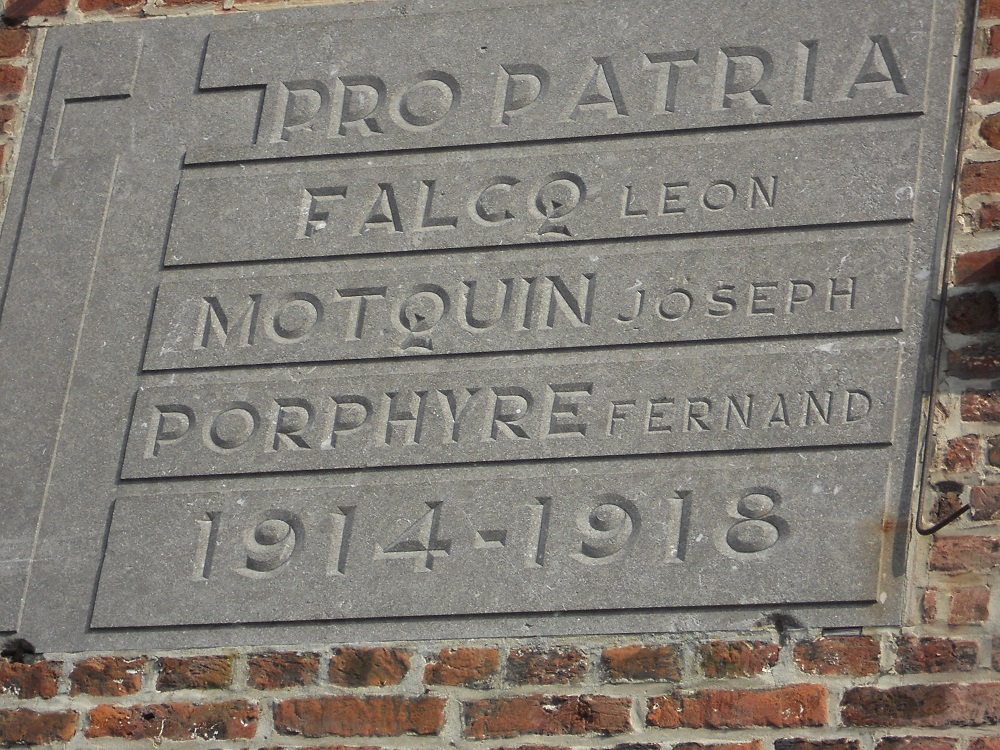 PRO PATRIA
FALCQ LEON
MOTQUIN JOSEPH
PORPHYRE FERNAND
1914-1918